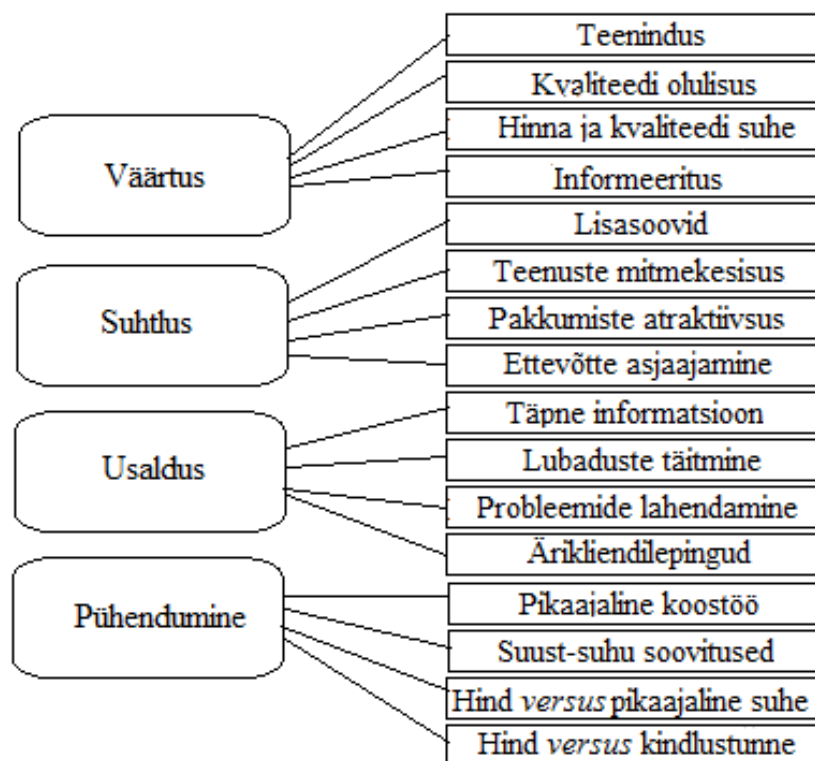 Väärtus
Teenindus
Kvaliteedi olulisus
Hinna ja kvaliteedi suhe
Informeeritus
Suhtlus
Lisasoovid
Teenuste mitmekesisus
Pakkumiste atraktiivsus
Ettevõtte asjaajamine
Usaldus
Täpne informatsioon
Lubaduste täitmine
Probleemide lahendamine
Ärikliendilepingud
Pühendumine
Pikaajaline koostöö
Suust-suhu soovitused
Hind versus pikaajaline suhe
Hind versus kindlustunne